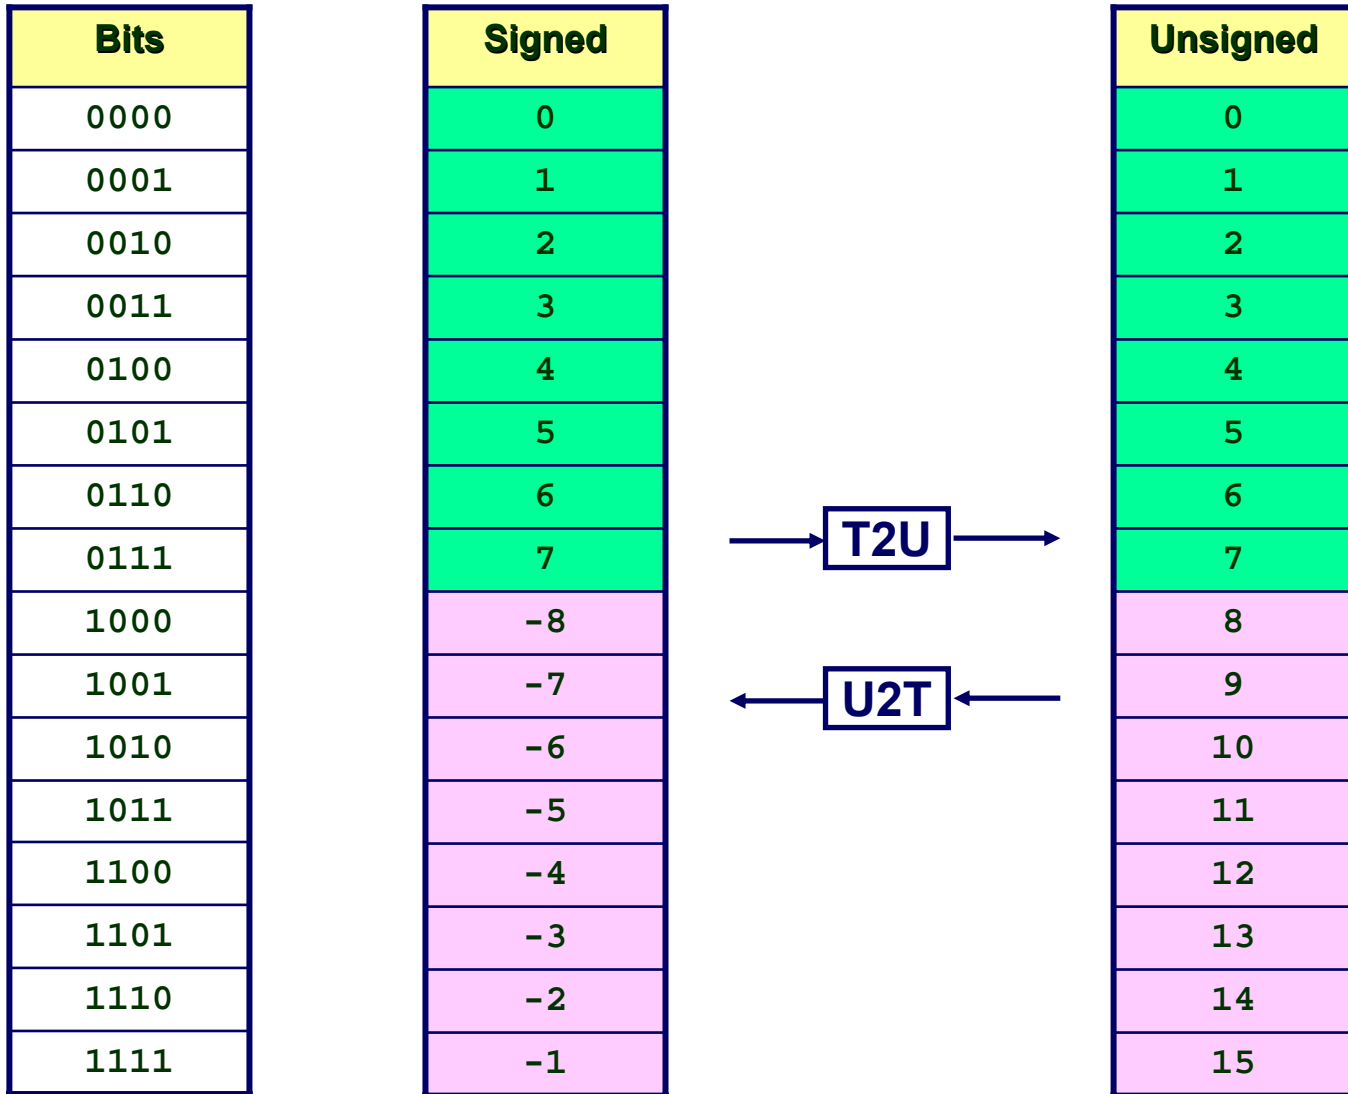 Bits Signed Unsigned
0000 0 0
0001 1 1
0010 2 2
0011 3 3
0100 4 4
0101 5 5
0110 6 6
T2U
0111 7 7
1000 -8 8
1001 -7 U2T 9
1010 -6 10
1011 -5 11
1100 -4 12
1101 -3 13
1110 -2 14
1111 -1 15